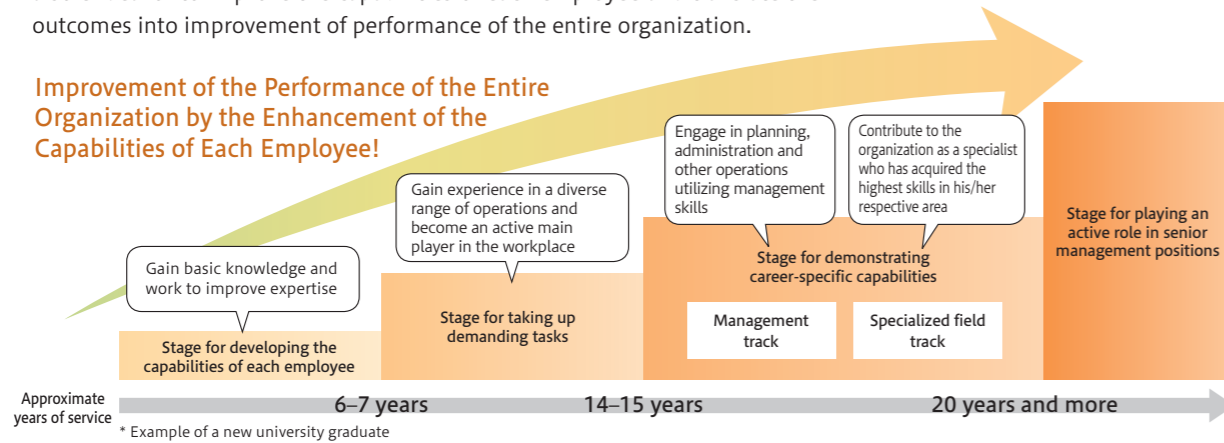 outcomes into improvement of performance of the entire organization.
Improvement of the Performance of the Entire
Organization by the Enhancement of the
Capabilities of Each Employee!
Gain basic knowledge and
work to improve expertise
Stage for developing the
capabilities of each employee
Gain experience in a diverse
range of operations and
become an active main
player in the workplace
Stage for taking up
demanding tasks
Engage in planning,
administration and
other operations
utilizing management
skills
Contribute to the
organization as a specialist
who has acquired the
highest skills in his/her
respective area
Stage for demonstrating
career-specific capabilities
Management
track
Specialized field
track
Stage for playing an
active role in senior
management positions
Approximate
years of service
6–7 years
14–15 years
20 years and more
* Example of a new university graduate